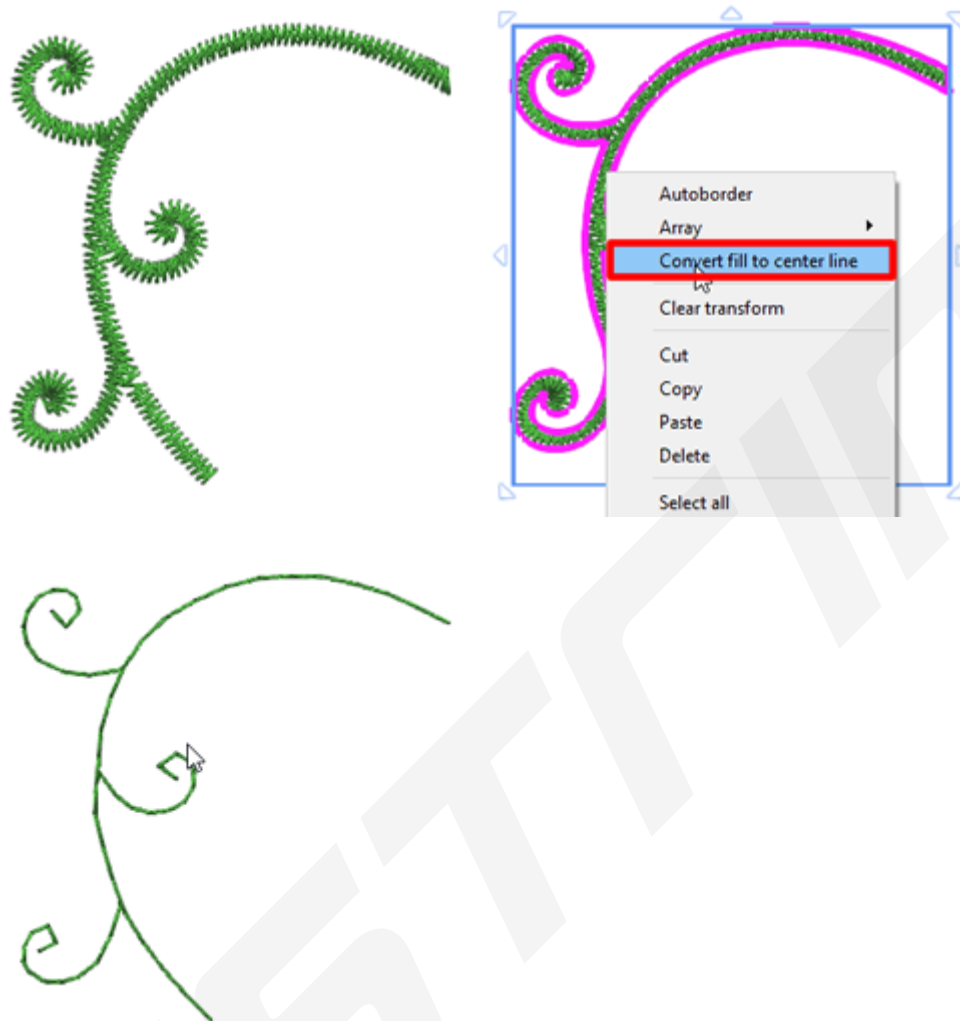 Autoborder
Array
Convert fill to center line
Clear transform
Cut
Copy
Paste
Delete
Select all